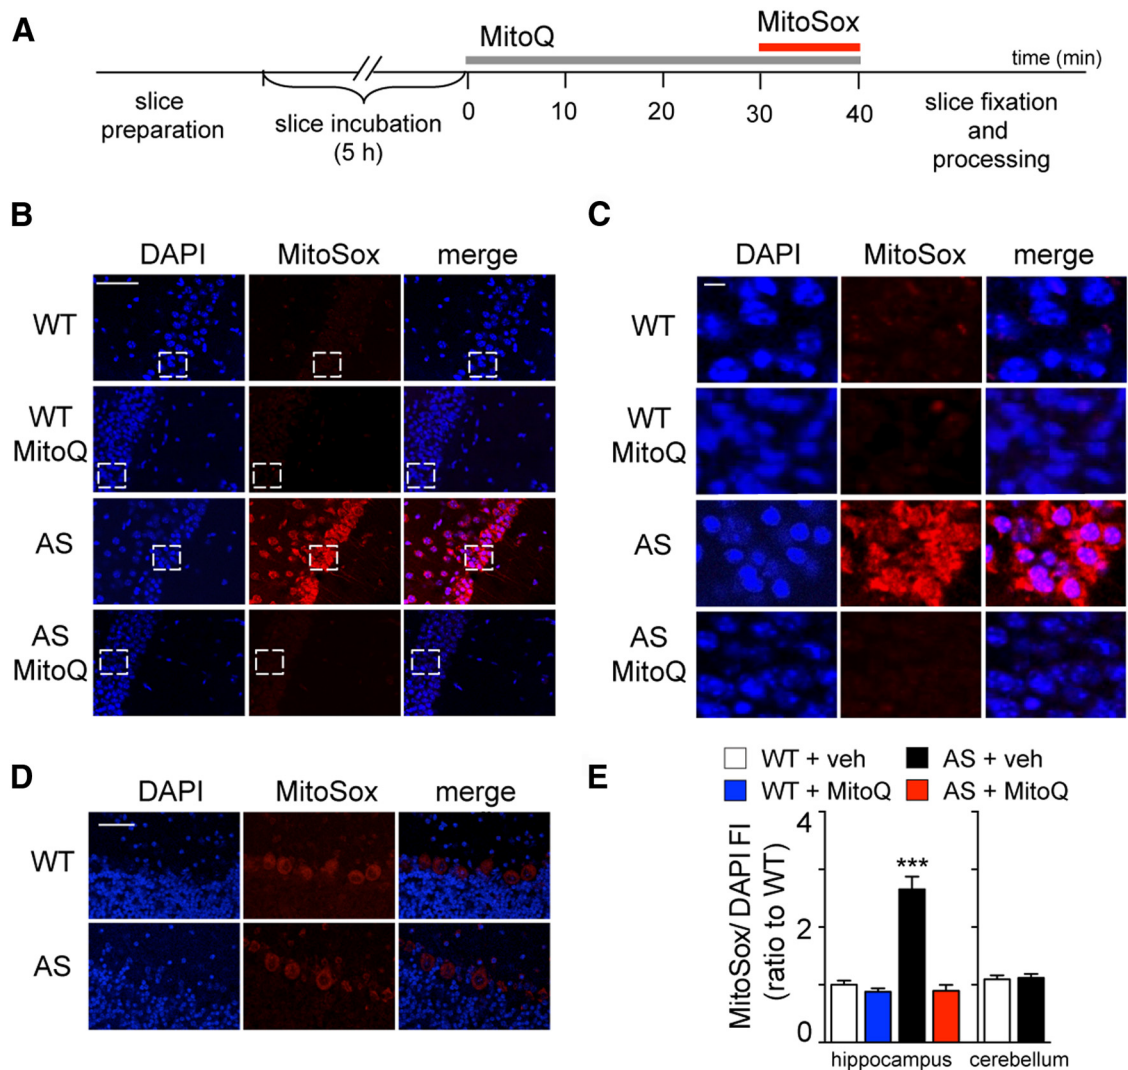 A
MitoQ
MitoSox
time (min)
slice
preparation
slice incubation
(5 h)
0 10 20 30 40
slice fixation
and
processing
B
DAPI MitoSox merge
WT
WT
MitoQ
AS
AS
MitoQ
C
DAPI MitoSox merge
WT
WT
MitoQ
AS
AS
MitoQ
D
DAPI MitoSox merge
WT
AS
E
WT + veh AS + veh
WT + MitoQ AS + MitoQ
MitoSox/ DAPI FI
(ratio to WT)
4
2
0
***
hippocampus cerebellum